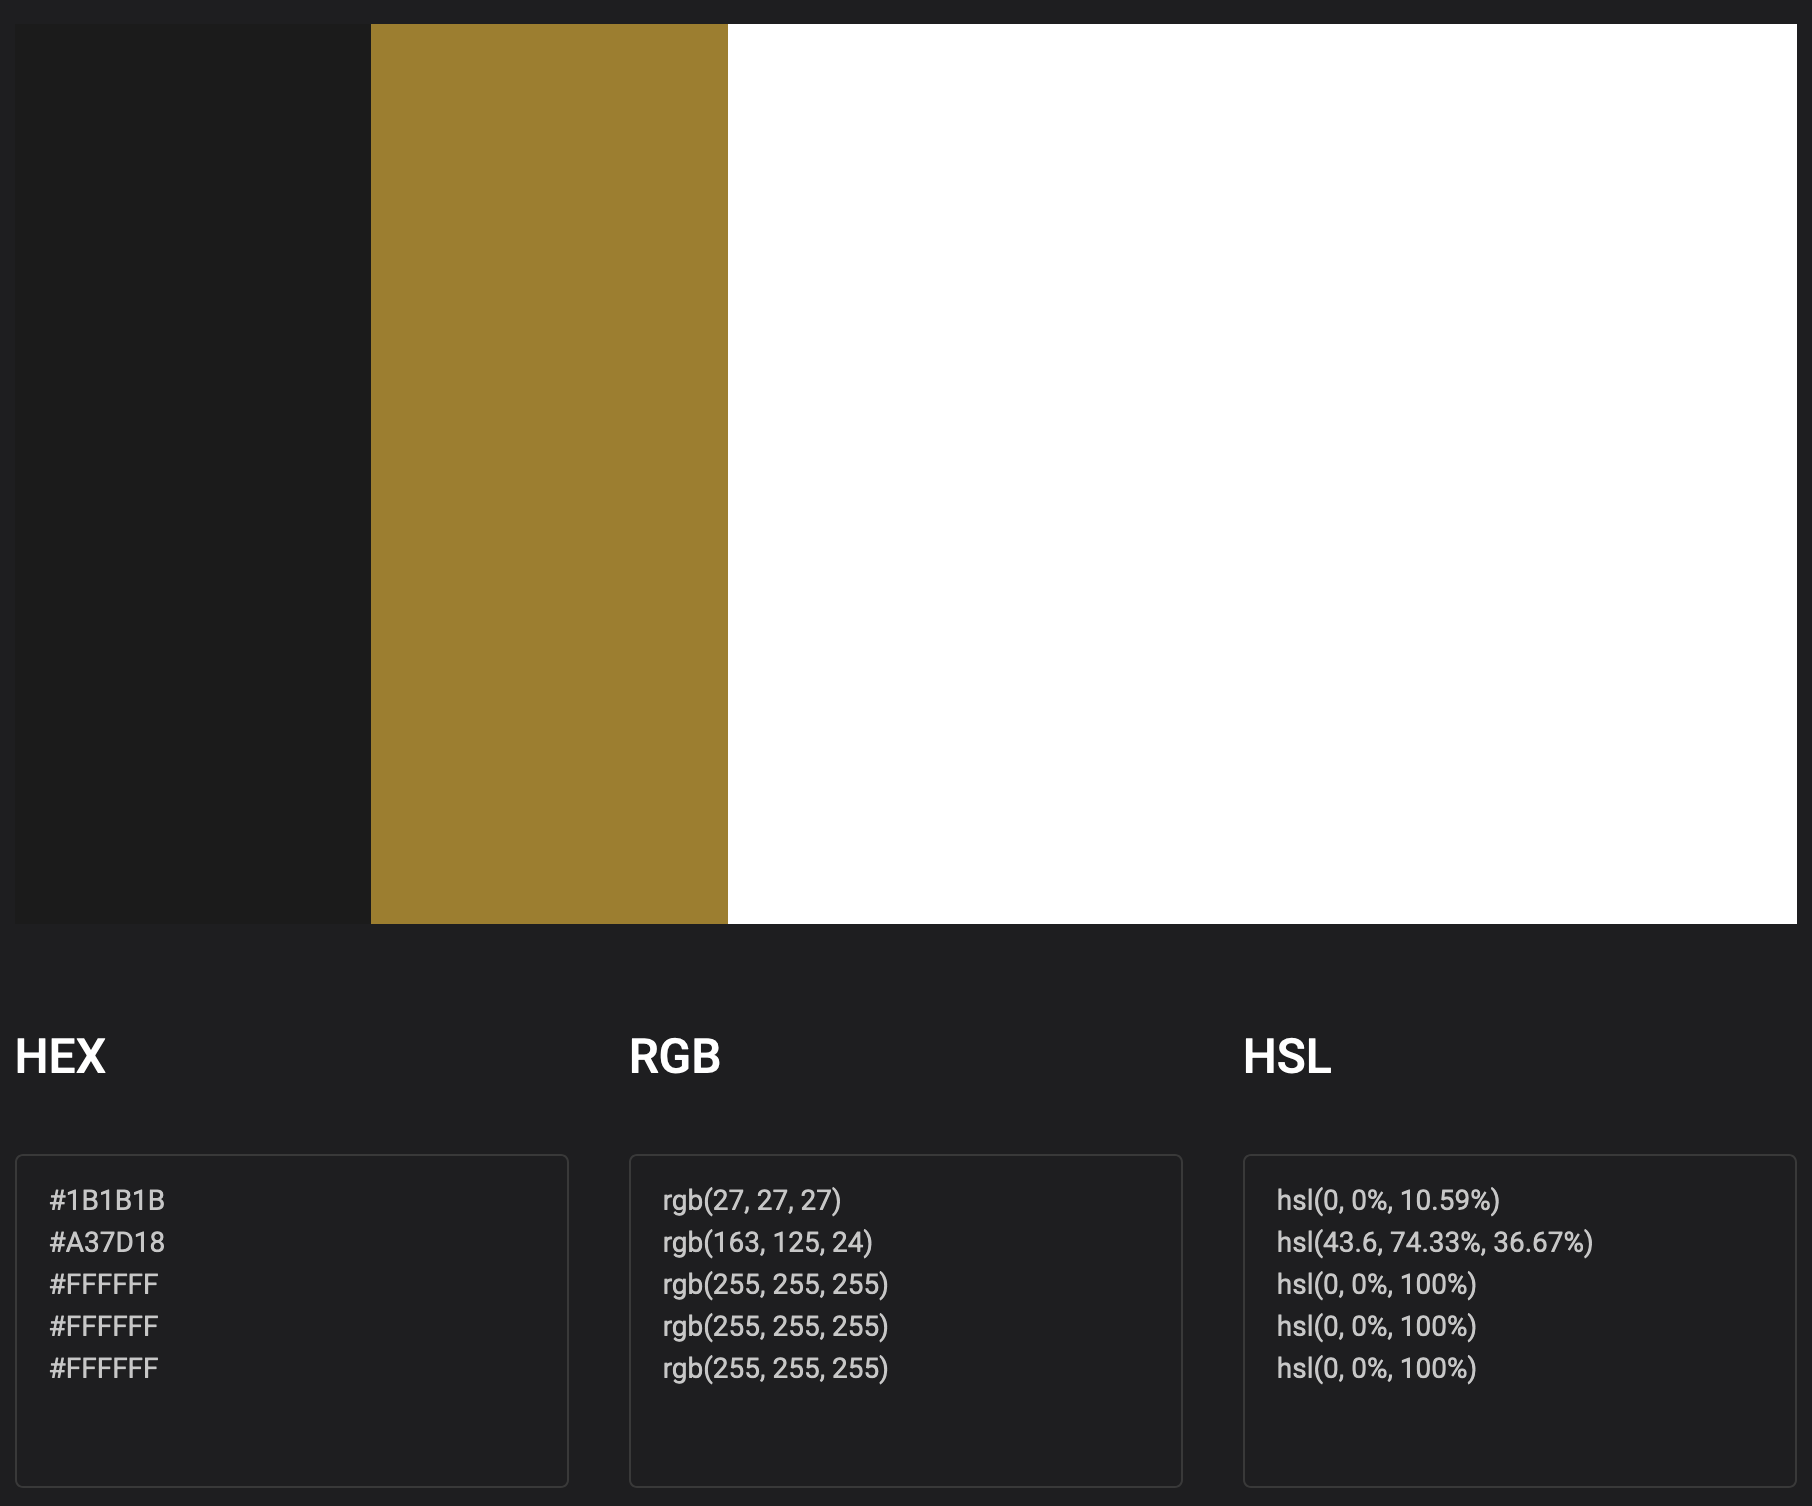 HEX
#1B1B1B
#A37D18
#FFFFFF
#FFFFFF
#FFFFFF
RGB
rgb(27, 27, 27)
rgb(163, 125, 24)
rgb(255, 255, 255)
rgb(255, 255, 255)
rgb(255, 255, 255)
HSL
hsl(0, 0%, 10.59%)
hsl(43.6, 74.33%, 36.67%)
hsl(0, 0%, 100%)
hsl(0, 0%, 100%)
hsl(0, 0%, 100%)